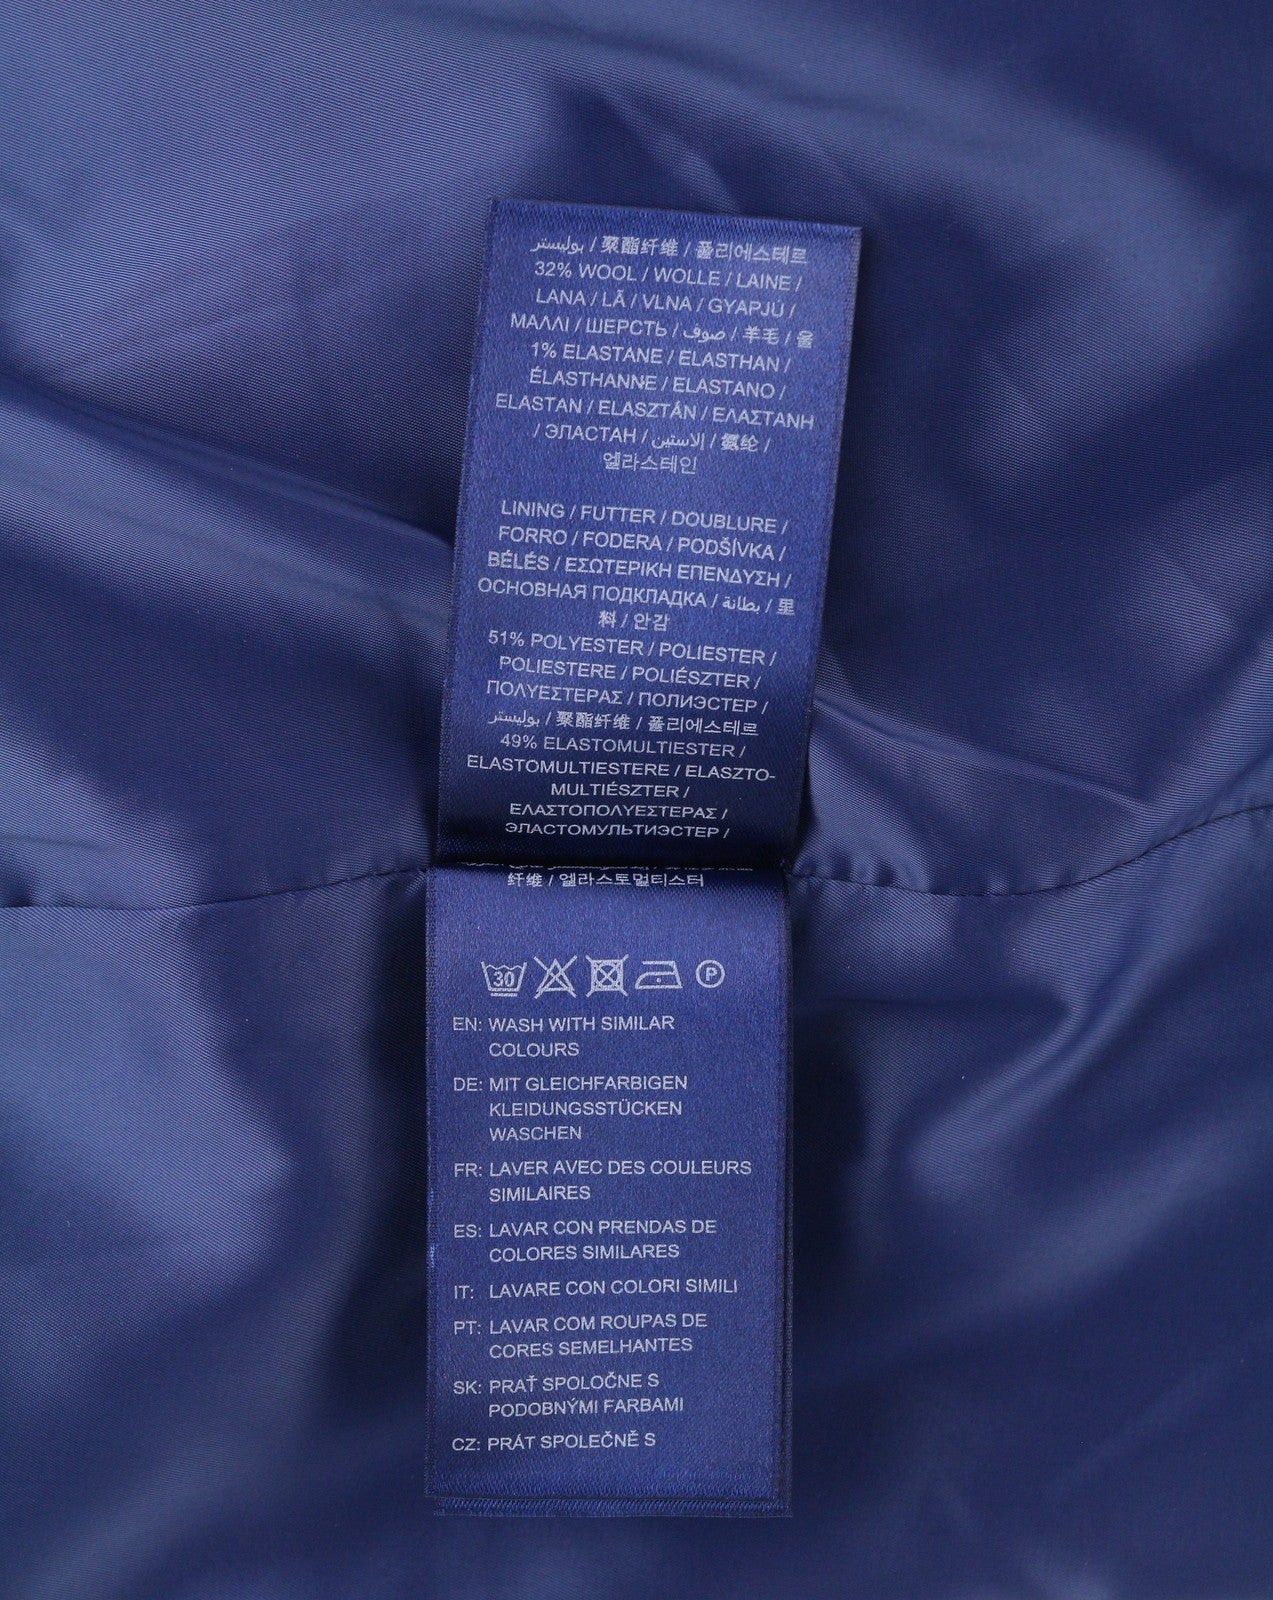 بوليستر / 聚酯纤维 / 폴리에스테르
32% WOOL / WOLLE / LAINE /
LANA / LÃ / VLNA / GYAPJÚ /
ΜΑΛΛΙ / ШЕРСТЬ / صوف / 羊毛 / 울
1% ELASTANE / ELASTHAN /
ÉLASTHANNE / ELASTANO /
ELASTAN / ELASZTÁN / ΕΛΑΣΤΑΝΗ
/ ЭЛАСТАН / إلاستين / 氨纶 /
엘라스테인
LINING / FUTTER / DOUBLURE /
FORRO / FODERA / PODŠÍVKA /
BÉLÉS / ΕΣΩΤΕΡΙΚΗ ΕΠΕΝΔΥΣΗ /
ОСНОВНАЯ ПОДКЛАДКА / بطانة / 里
料 / 안감
51% POLYESTER / POLIESTER /
POLIESTERE / POLIÉSZTER /
ΠΟΛΥΕΣΤΕΡΑΣ / ПОЛИЭСТЕР /
بوليستر / 聚酯纤维 / 폴리에스테르
49% ELASTOMULTIESTER /
ELASTOMULTIESTERE / ELASZTO-
MULTIÉSZTER /
ΕΛΑΣΤΟΠΟΛΥΕΣΤΕΡΑΣ /
ЭЛАСТОМУЛЬТИЭСТЕР /
纤维 / 엘라스토멀티스터
30 P
EN: WASH WITH SIMILAR
COLOURS
DE: MIT GLEICHFARBIGEN
KLEIDUNGSSTÜCKEN
WASCHEN
FR: LAVER AVEC DES COULEURS
SIMILAIRES
ES: LAVAR CON PRENDAS DE
COLORES SIMILARES
IT: LAVARE CON COLORI SIMILI
PT: LAVAR COM ROUPAS DE
CORES SEMELHANTES
SK: PRAŤ SPOLOČNE S
PODOBNÝMI FARBAMI
CZ: PRÁT SPOLEČNĚ S